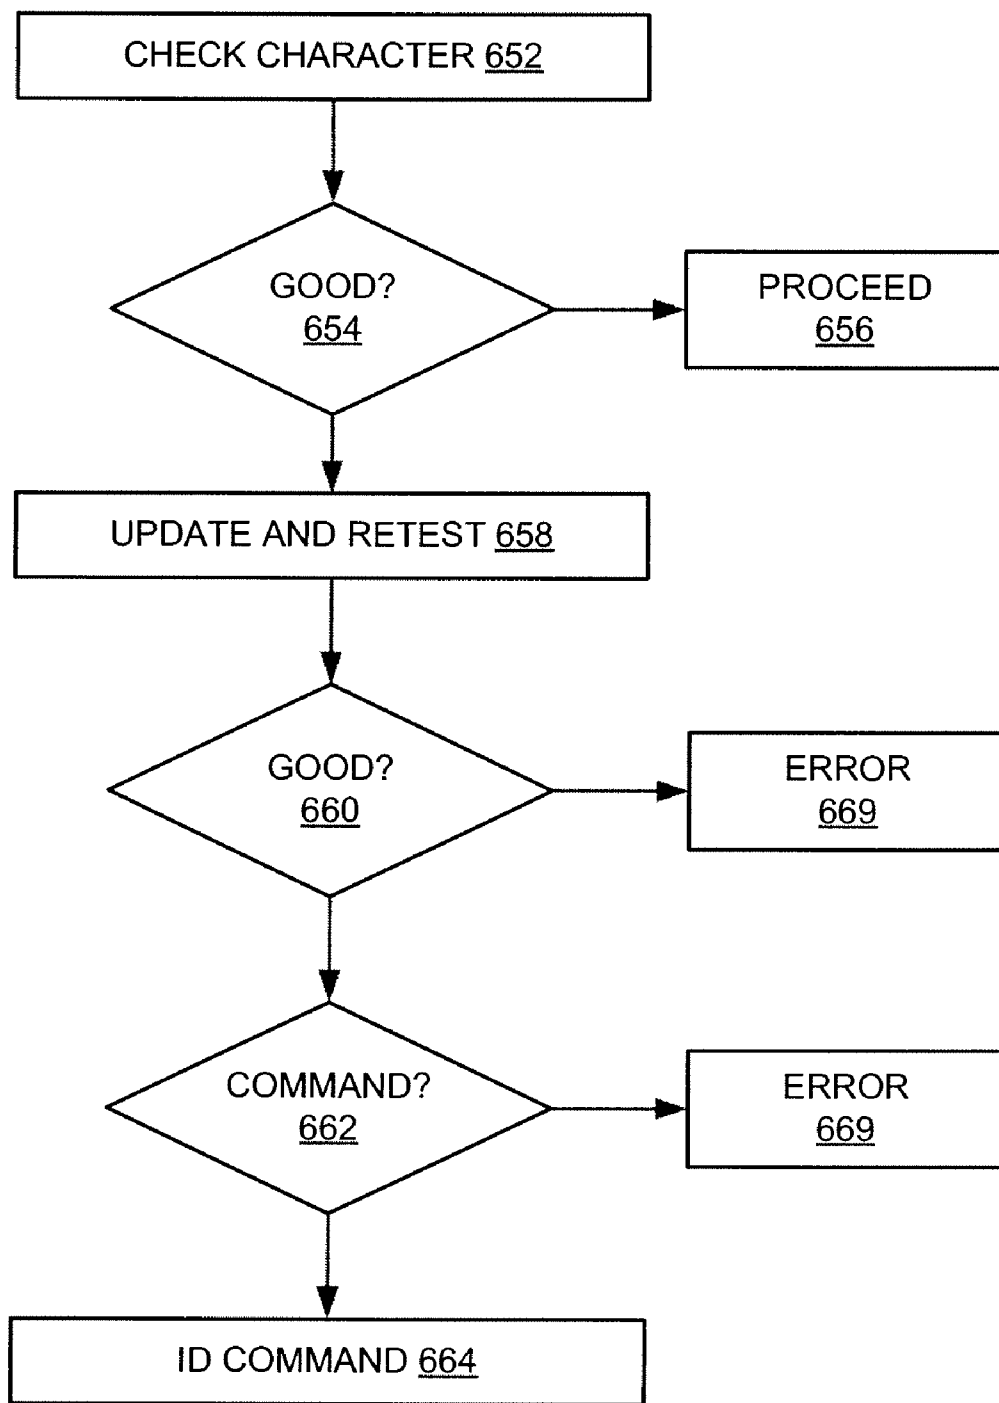 CHECK CHARACTER 652
GOOD?
654
PROCEED
656
UPDATE AND RETEST 658
GOOD?
660
ERROR
669
COMMAND?
662
ERROR
669
ID COMMAND 664